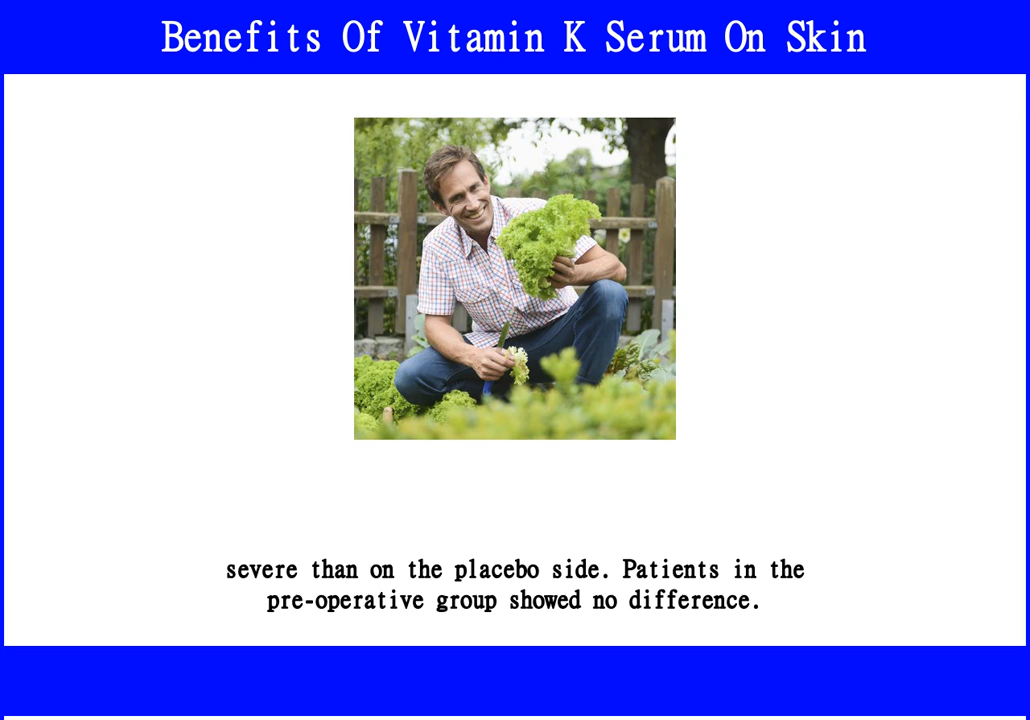 Benefits Of Vitamin K Serum On Skin
severe than on the placebo side. Patients in the
pre-operative group showed no difference.